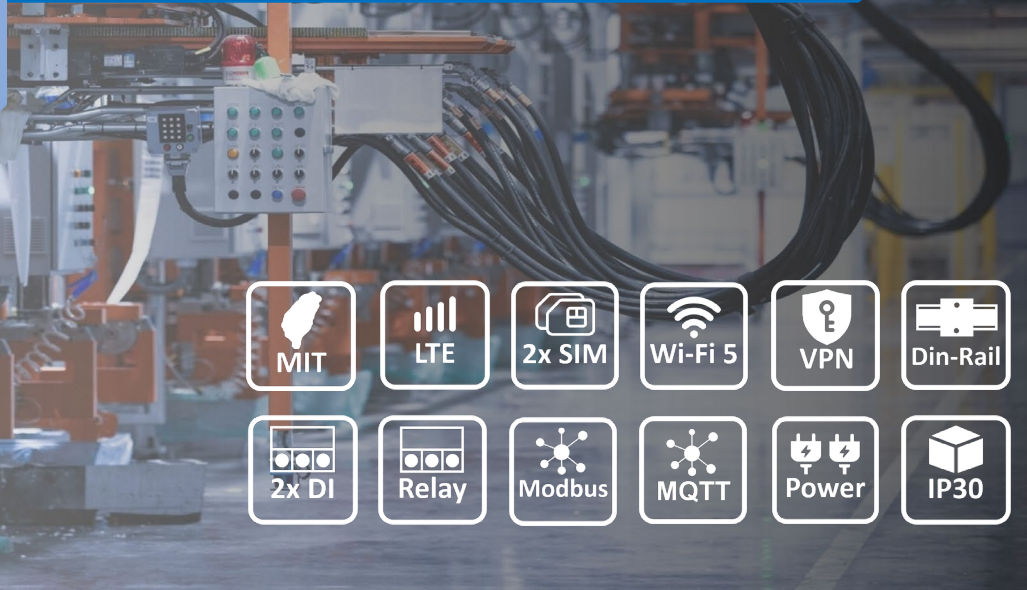 MIT
LTE
2x SIM
Wi-Fi 5
VPN
Din-Rail
2x DI
Relay
Modbus
MQTT
Power
IP30